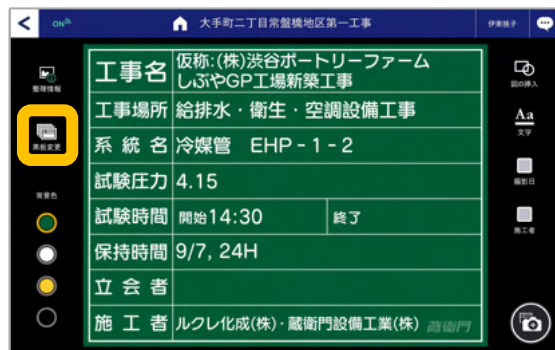 ON
大手町二丁目常盤橋地区第一工事
伊東桃子
整理情報
黒板変更
背景色
工事名 仮称:(株)渋谷ポートリーファーム
しぶやGP工場新築工事
工事場所 給排水・衛生・空調設備工事
系統名 冷媒管 EHP-1-2
試験圧力 4.15
試験時間 開始14:30 終了
保持時間 9/7, 24H
立会者
施工者 ルクレ化成(株)・蔵衛門設備工業(株) 蔵衛門
図の挿入
Aa
文字
撮影日
施工者